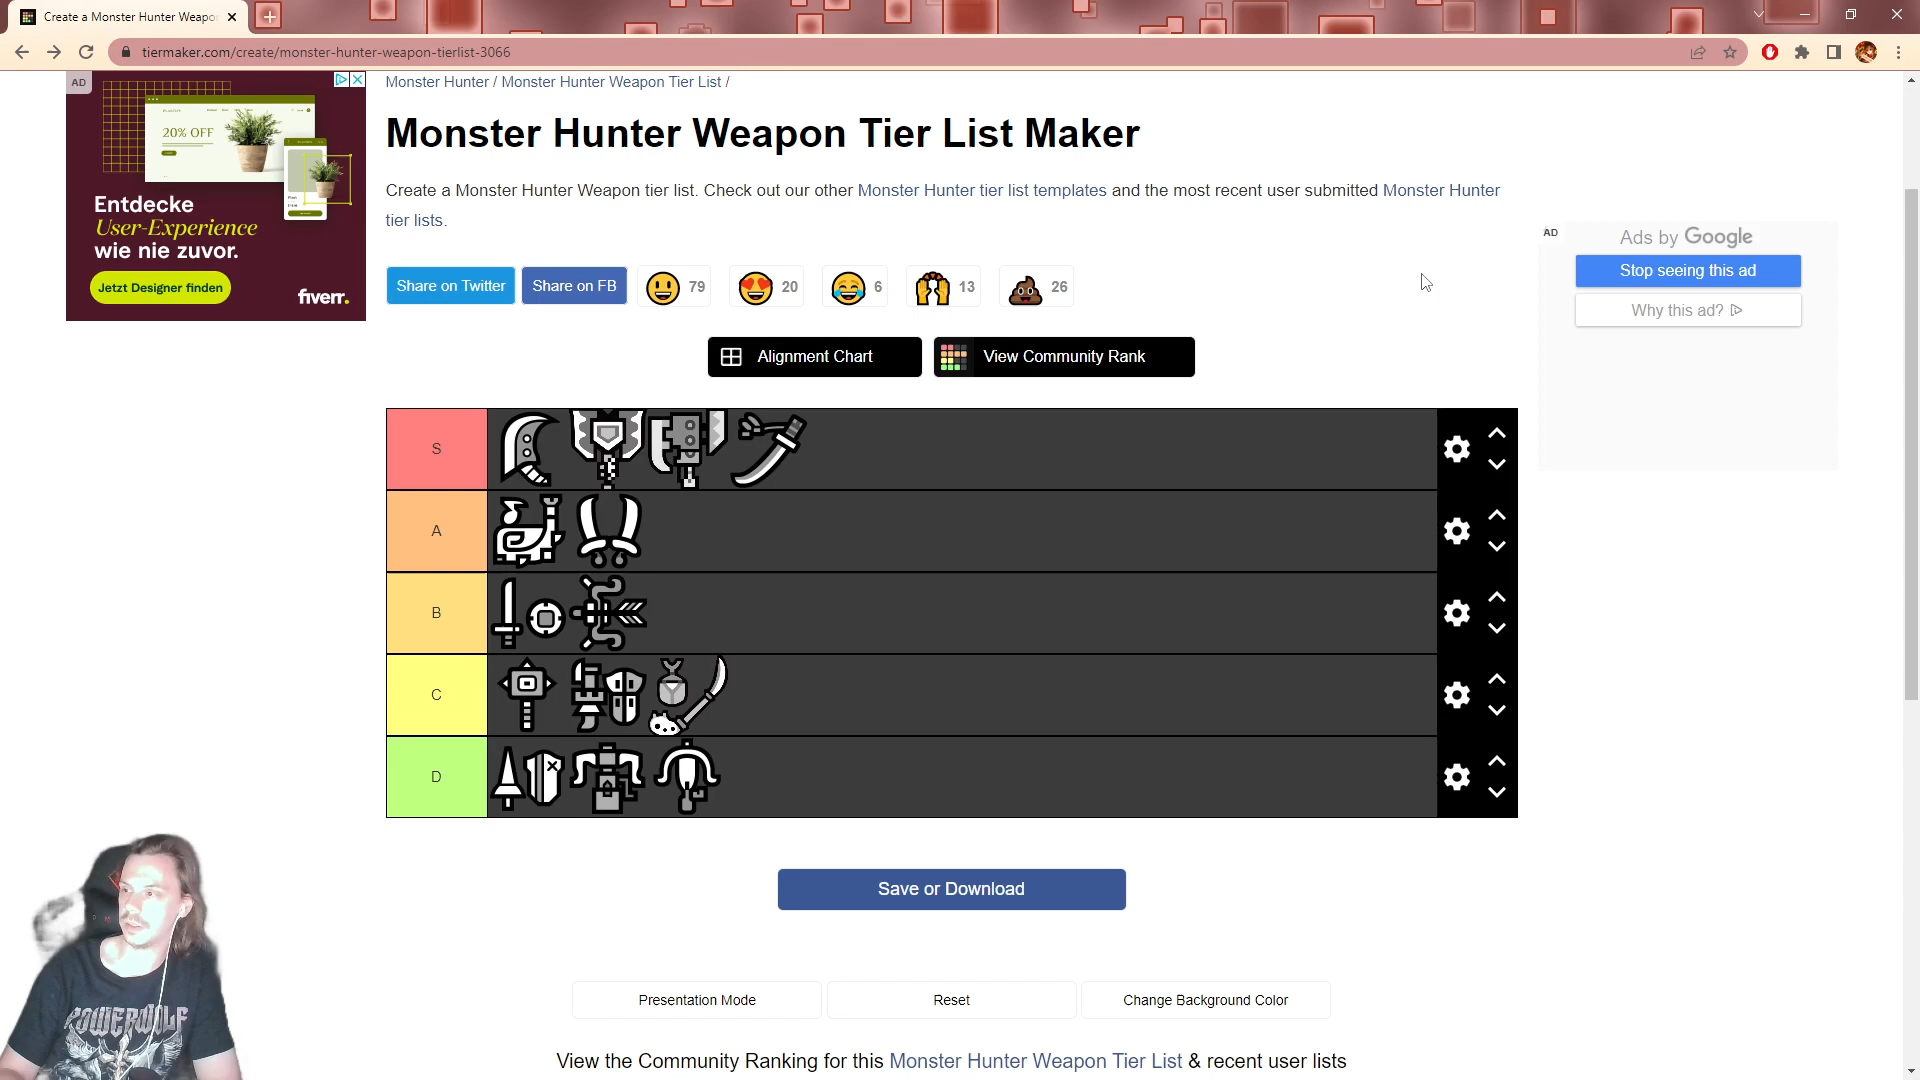 Create a Monster Hunter Weapo
tiermaker.com/create/monster-hunter-weapon-tierlist-3066
AD
20% OFF
Entdecke
User-Experience
wie nie zuvor.
Jetzt Designer finden
fiverr.
Monster Hunter / Monster Hunter Weapon Tier List /
Monster Hunter Weapon Tier List Maker
Create a Monster Hunter Weapon tier list. Check out our other Monster Hunter tier list templates and the most recent user submitted Monster Hunter
tier lists.
Share on Twitter
Share on FB
79
20
6
13
26
AD
Ads by Google
Stop seeing this ad
Why this ad?
Alignment Chart
View Community Rank
S
A
B
C
D
Save or Download
POWERWOLF
Presentation Mode
Reset
Change Background Color
View the Community Ranking for this Monster Hunter Weapon Tier List & recent user lists